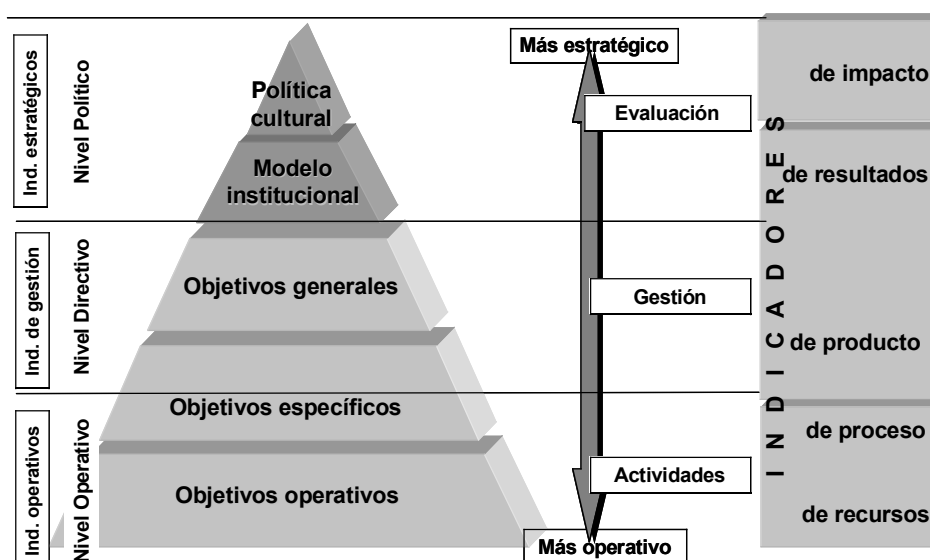 Ind. estratégicos
Nivel Político
Política
cultural
Modelo
institucional
Ind. de gestión
Nivel Directivo
Objetivos generales
Objetivos específicos
Ind. operativos
Nivel Operativo
Objetivos operativos
Más estratégico
Evaluación
Gestión
Actividades
Más operativo
INDICADORES
de impacto
de resultados
de producto
de proceso
de recursos